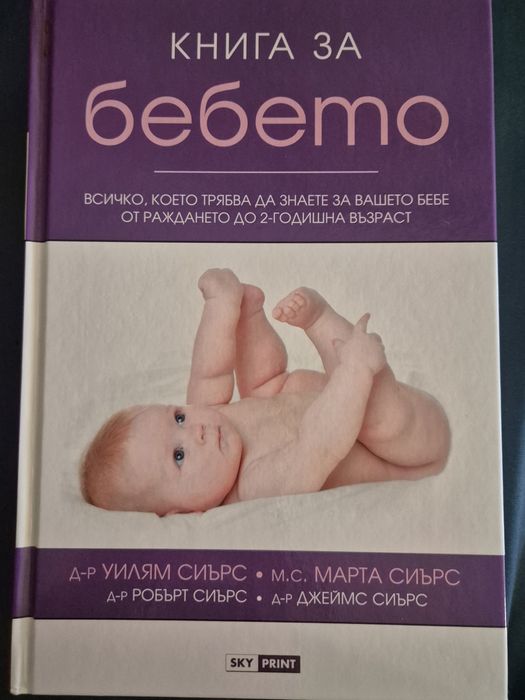 КНИГА ЗА
бебето
ВСИЧКО, КОЕТО ТРЯБВА ДА ЗНАЕТЕ ЗА ВАШЕТО БЕБЕ
ОТ РАЖДАНЕТО ДО 2-ГОДИШНА ВЪЗРАСТ
Д-Р УИЛЯМ СИЪРС • М.С. МАРТА СИЪРС
Д-Р РОБЪРТ СИЪРС • Д-Р ДЖЕЙМС СИЪРС
SKY PRINT